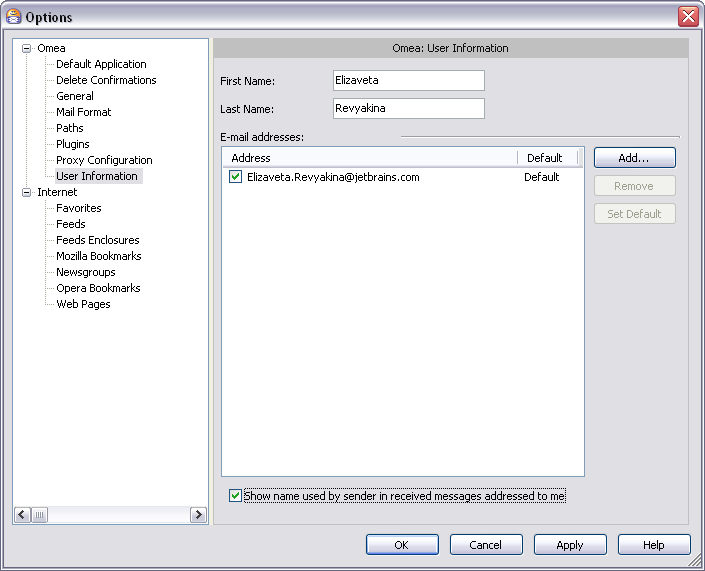 Options
Omea
Default Application
Delete Confirmations
General
Mail Format
Paths
Plugins
Proxy Configuration
User Information
Internet
Favorites
Feeds
Feeds Enclosures
Mozilla Bookmarks
Newsgroups
Opera Bookmarks
Web Pages
Omea: User Information
First Name: Elizaveta
Last Name: Revyakina
E-mail addresses:
Address Default
Elizaveta.Revyakina@jetbrains.com Default
Add...
Remove
Set Default
Show name used by sender in received messages addressed to me
OK Cancel Apply Help